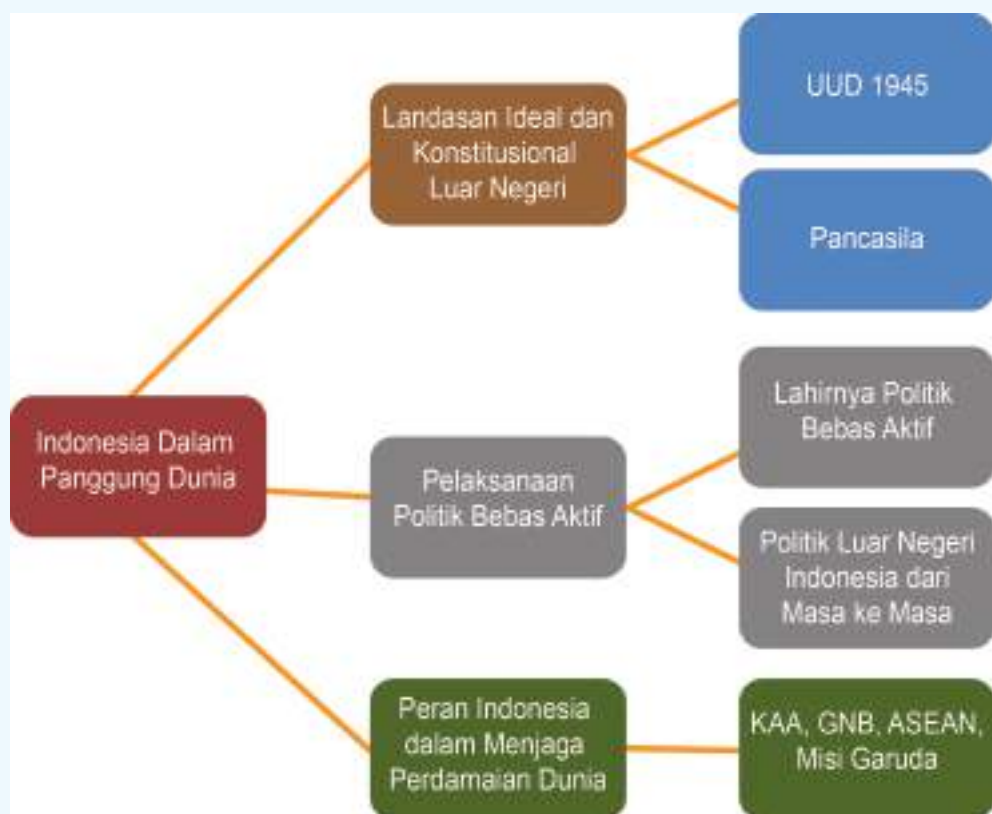 Indonesia Dalam
Panggung Dunia
Landasan Ideal dan
Konstitusional
Luar Negeri
UUD 1945
Pancasila
Pelaksanaan
Politik Bebas Aktif
Lahirnya Politik
Bebas Aktif
Politik Luar Negeri
Indonesia dari
Masa ke Masa
Peran Indonesia
dalam Menjaga
Perdamaian Dunia
KAA, GNB, ASEAN,
Misi Garuda